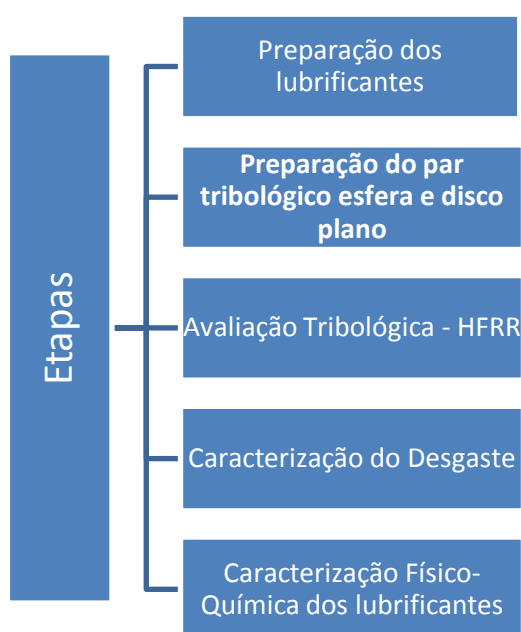 Etapas
Preparação dos
lubrificantes
Preparação do par
tribológico esfera e disco
plano
Avaliação Tribológica - HFRR
Caracterização do Desgaste
Caracterização Físico-
Química dos lubrificantes